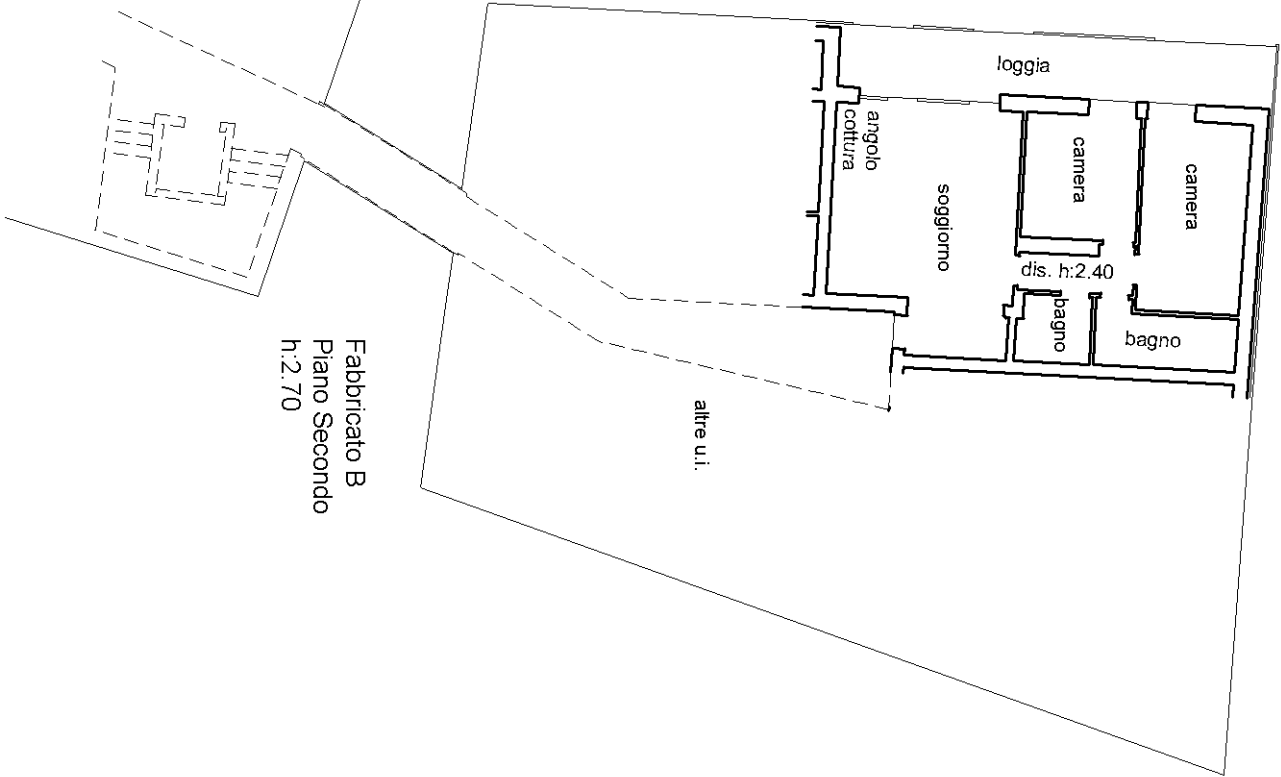 loggia
angolo
cottura
camera
camera
soggiorno
dis. h:2.40
bagno
bagno
altre u.i.
Fabbricato B
Piano Secondo
h:2.70